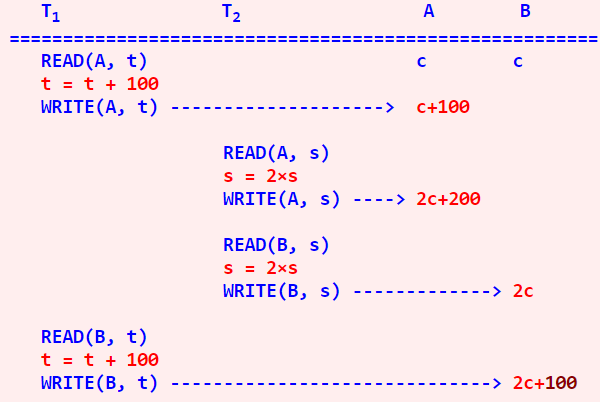 T₁ T₂ A B
=========================================================
READ(A, t) c c
t = t + 100
WRITE(A, t) --------------------> c+100
READ(A, s)
s = 2×s
WRITE(A, s) ----> 2c+200
READ(B, s)
s = 2×s
WRITE(B, s) -------------> 2c
READ(B, t)
t = t + 100
WRITE(B, t) ------------------------------> 2c+100